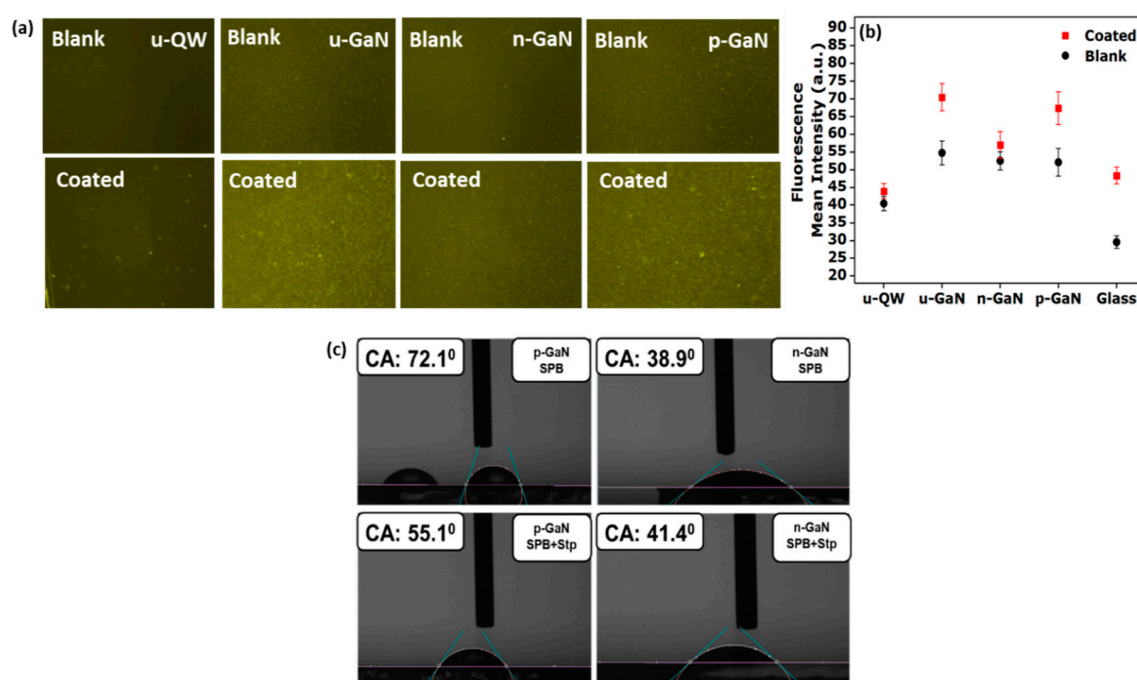 (a)
Blank u-QW
Blank u-GaN
Blank n-GaN
Blank p-GaN
Coated
Coated
Coated
Coated
(b)
Coated
Blank
Fluorescence
Mean Intensity (a.u.)
90
85
80
75
70
65
60
55
50
45
40
35
30
25
20
u-QW u-GaN n-GaN p-GaN Glass
(c)
CA: 72.1⁰
p-GaN
SPB
CA: 38.9⁰
n-GaN
SPB
CA: 55.1⁰
p-GaN
SPB+Stp
CA: 41.4⁰
n-GaN
SPB+Stp